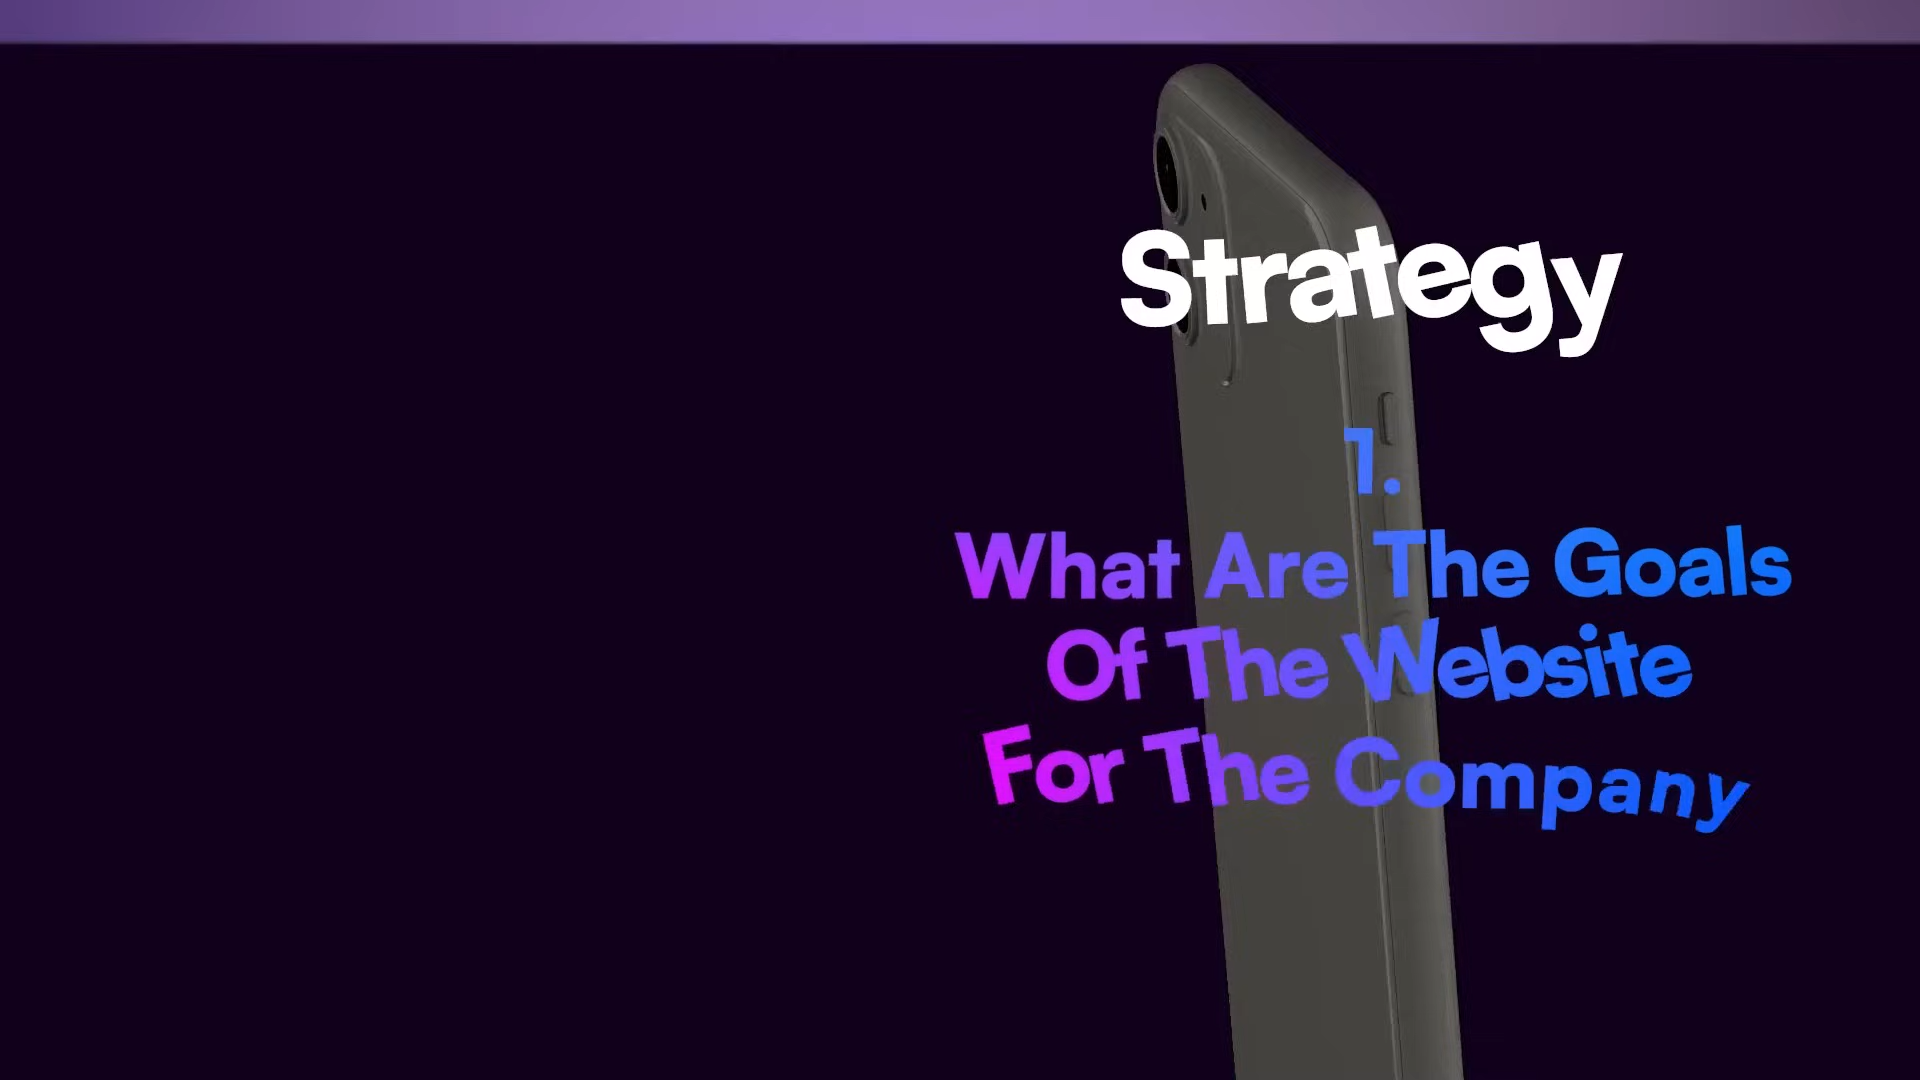 Strategy
1.
What Are The Goals
Of The Website
For The Company